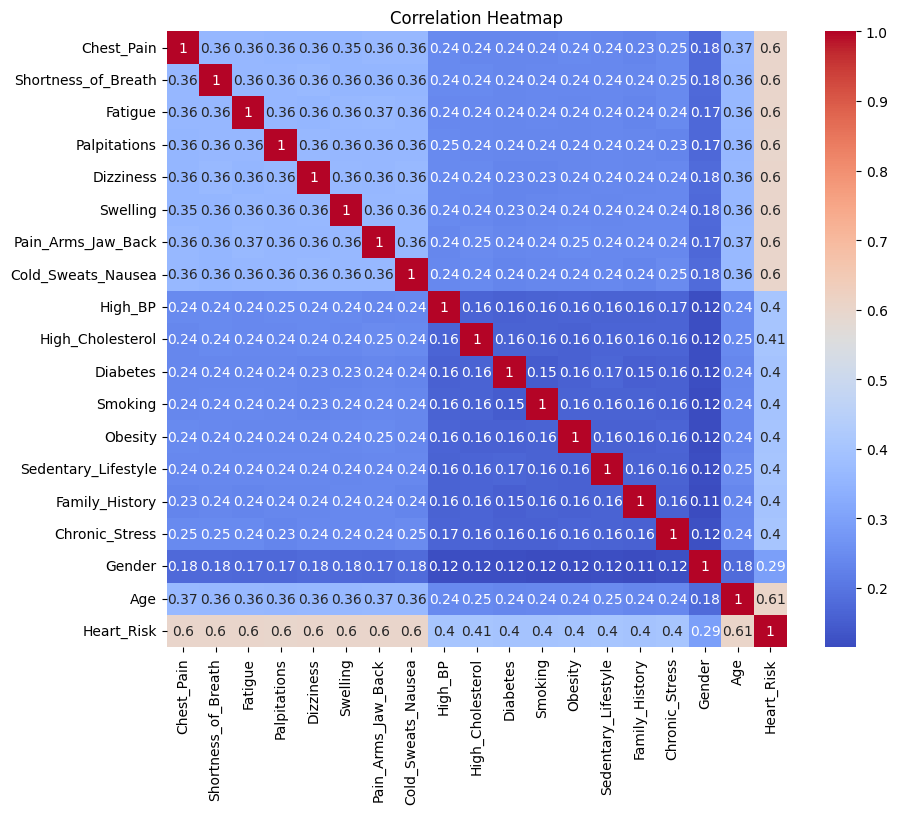 Correlation Heatmap
Chest_Pain 1 0.36 0.36 0.36 0.36 0.35 0.36 0.36 0.24 0.24 0.24 0.24 0.24 0.24 0.23 0.25 0.18 0.37 0.6
Shortness_of_Breath 0.36 1 0.36 0.36 0.36 0.36 0.36 0.36 0.24 0.24 0.24 0.24 0.24 0.24 0.24 0.25 0.18 0.36 0.6
Fatigue 0.36 0.36 1 0.36 0.36 0.36 0.37 0.36 0.24 0.24 0.24 0.24 0.24 0.24 0.24 0.24 0.17 0.36 0.6
Palpitations 0.36 0.36 0.36 1 0.36 0.36 0.36 0.36 0.25 0.24 0.24 0.24 0.24 0.24 0.24 0.23 0.17 0.36 0.6
Dizziness 0.36 0.36 0.36 0.36 1 0.36 0.36 0.36 0.24 0.24 0.23 0.23 0.24 0.24 0.24 0.24 0.18 0.36 0.6
Swelling 0.35 0.36 0.36 0.36 0.36 1 0.36 0.36 0.24 0.24 0.23 0.24 0.24 0.24 0.24 0.24 0.18 0.36 0.6
Pain_Arms_Jaw_Back 0.36 0.36 0.37 0.36 0.36 0.36 1 0.36 0.24 0.25 0.24 0.24 0.25 0.24 0.24 0.24 0.17 0.37 0.6
Cold_Sweats_Nausea 0.36 0.36 0.36 0.36 0.36 0.36 0.36 1 0.24 0.24 0.24 0.24 0.24 0.24 0.24 0.25 0.18 0.36 0.6
High_BP 0.24 0.24 0.24 0.25 0.24 0.24 0.24 0.24 1 0.16 0.16 0.16 0.16 0.16 0.16 0.17 0.12 0.24 0.4
High_Cholesterol 0.24 0.24 0.24 0.24 0.24 0.24 0.25 0.24 0.16 1 0.16 0.16 0.16 0.16 0.16 0.16 0.12 0.25 0.41
Diabetes 0.24 0.24 0.24 0.24 0.23 0.23 0.24 0.24 0.16 0.16 1 0.15 0.16 0.17 0.15 0.16 0.12 0.24 0.4
Smoking 0.24 0.24 0.24 0.24 0.23 0.24 0.24 0.24 0.16 0.16 0.15 1 0.16 0.16 0.16 0.16 0.12 0.24 0.4
Obesity 0.24 0.24 0.24 0.24 0.24 0.24 0.25 0.24 0.16 0.16 0.16 0.16 1 0.16 0.16 0.16 0.12 0.24 0.4
Sedentary_Lifestyle 0.24 0.24 0.24 0.24 0.24 0.24 0.24 0.24 0.16 0.16 0.17 0.16 0.16 1 0.16 0.16 0.12 0.25 0.4
Family_History 0.23 0.24 0.24 0.24 0.24 0.24 0.24 0.24 0.16 0.16 0.15 0.16 0.16 0.16 1 0.16 0.11 0.24 0.4
Chronic_Stress 0.25 0.25 0.24 0.23 0.24 0.24 0.24 0.25 0.17 0.16 0.16 0.16 0.16 0.16 0.16 1 0.12 0.24 0.4
Gender 0.18 0.18 0.17 0.17 0.18 0.18 0.17 0.18 0.12 0.12 0.12 0.12 0.12 0.12 0.11 0.12 1 0.18 0.29
Age 0.37 0.36 0.36 0.36 0.36 0.36 0.37 0.36 0.24 0.25 0.24 0.24 0.24 0.25 0.24 0.24 0.18 1 0.61
Heart_Risk 0.6 0.6 0.6 0.6 0.6 0.6 0.6 0.6 0.4 0.41 0.4 0.4 0.4 0.4 0.4 0.4 0.29 0.61 1
Chest_Pain
Shortness_of_Breath
Fatigue
Palpitations
Dizziness
Swelling
Pain_Arms_Jaw_Back
Cold_Sweats_Nausea
High_BP
High_Cholesterol
Diabetes
Smoking
Obesity
Sedentary_Lifestyle
Family_History
Chronic_Stress
Gender
Age
Heart_Risk
1.0
0.9
0.8
0.7
0.6
0.5
0.4
0.3
0.2